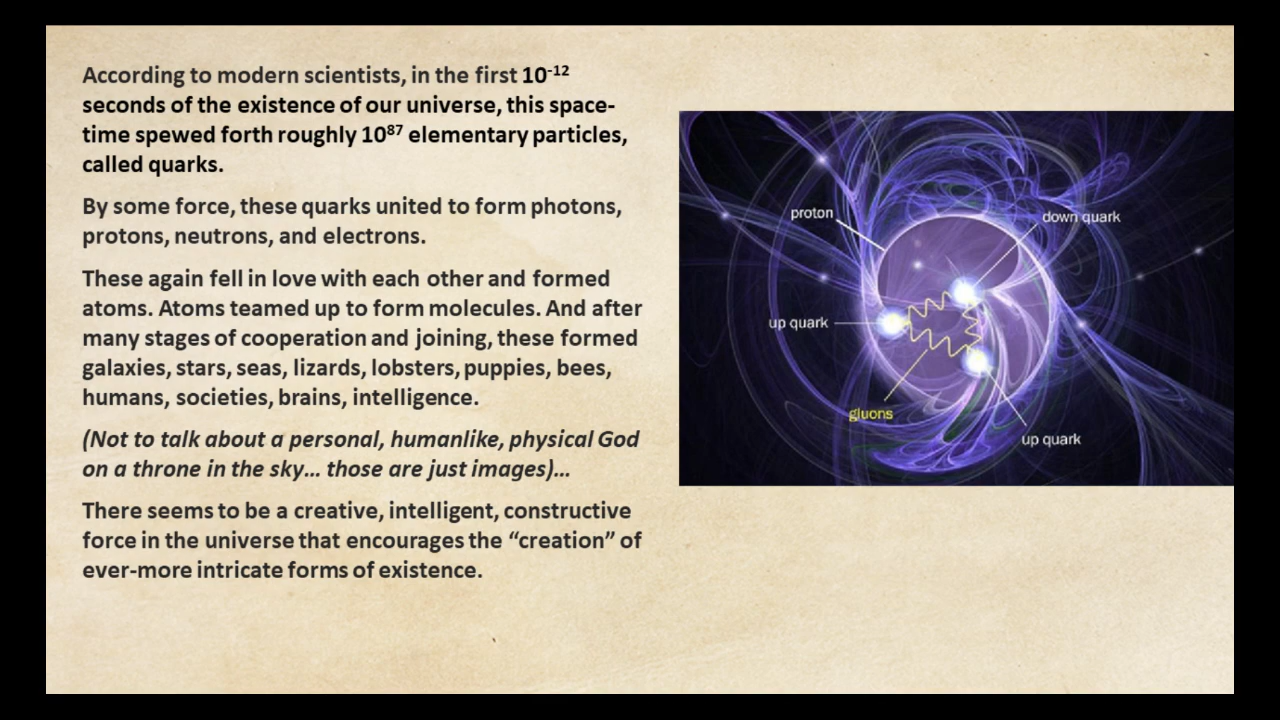 According to modern scientists, in the first 10⁻¹²
seconds of the existence of our universe, this space-
time spewed forth roughly 10⁸⁷ elementary particles,
called quarks.
By some force, these quarks united to form photons,
protons, neutrons, and electrons.
These again fell in love with each other and formed
atoms. Atoms teamed up to form molecules. And after
many stages of cooperation and joining, these formed
galaxies, stars, seas, lizards, lobsters, puppies, bees,
humans, societies, brains, intelligence.
(Not to talk about a personal, humanlike, physical God
on a throne in the sky... those are just images)...
There seems to be a creative, intelligent, constructive
force in the universe that encourages the “creation” of
ever-more intricate forms of existence.
proton
down quark
up quark
gluons
up quark